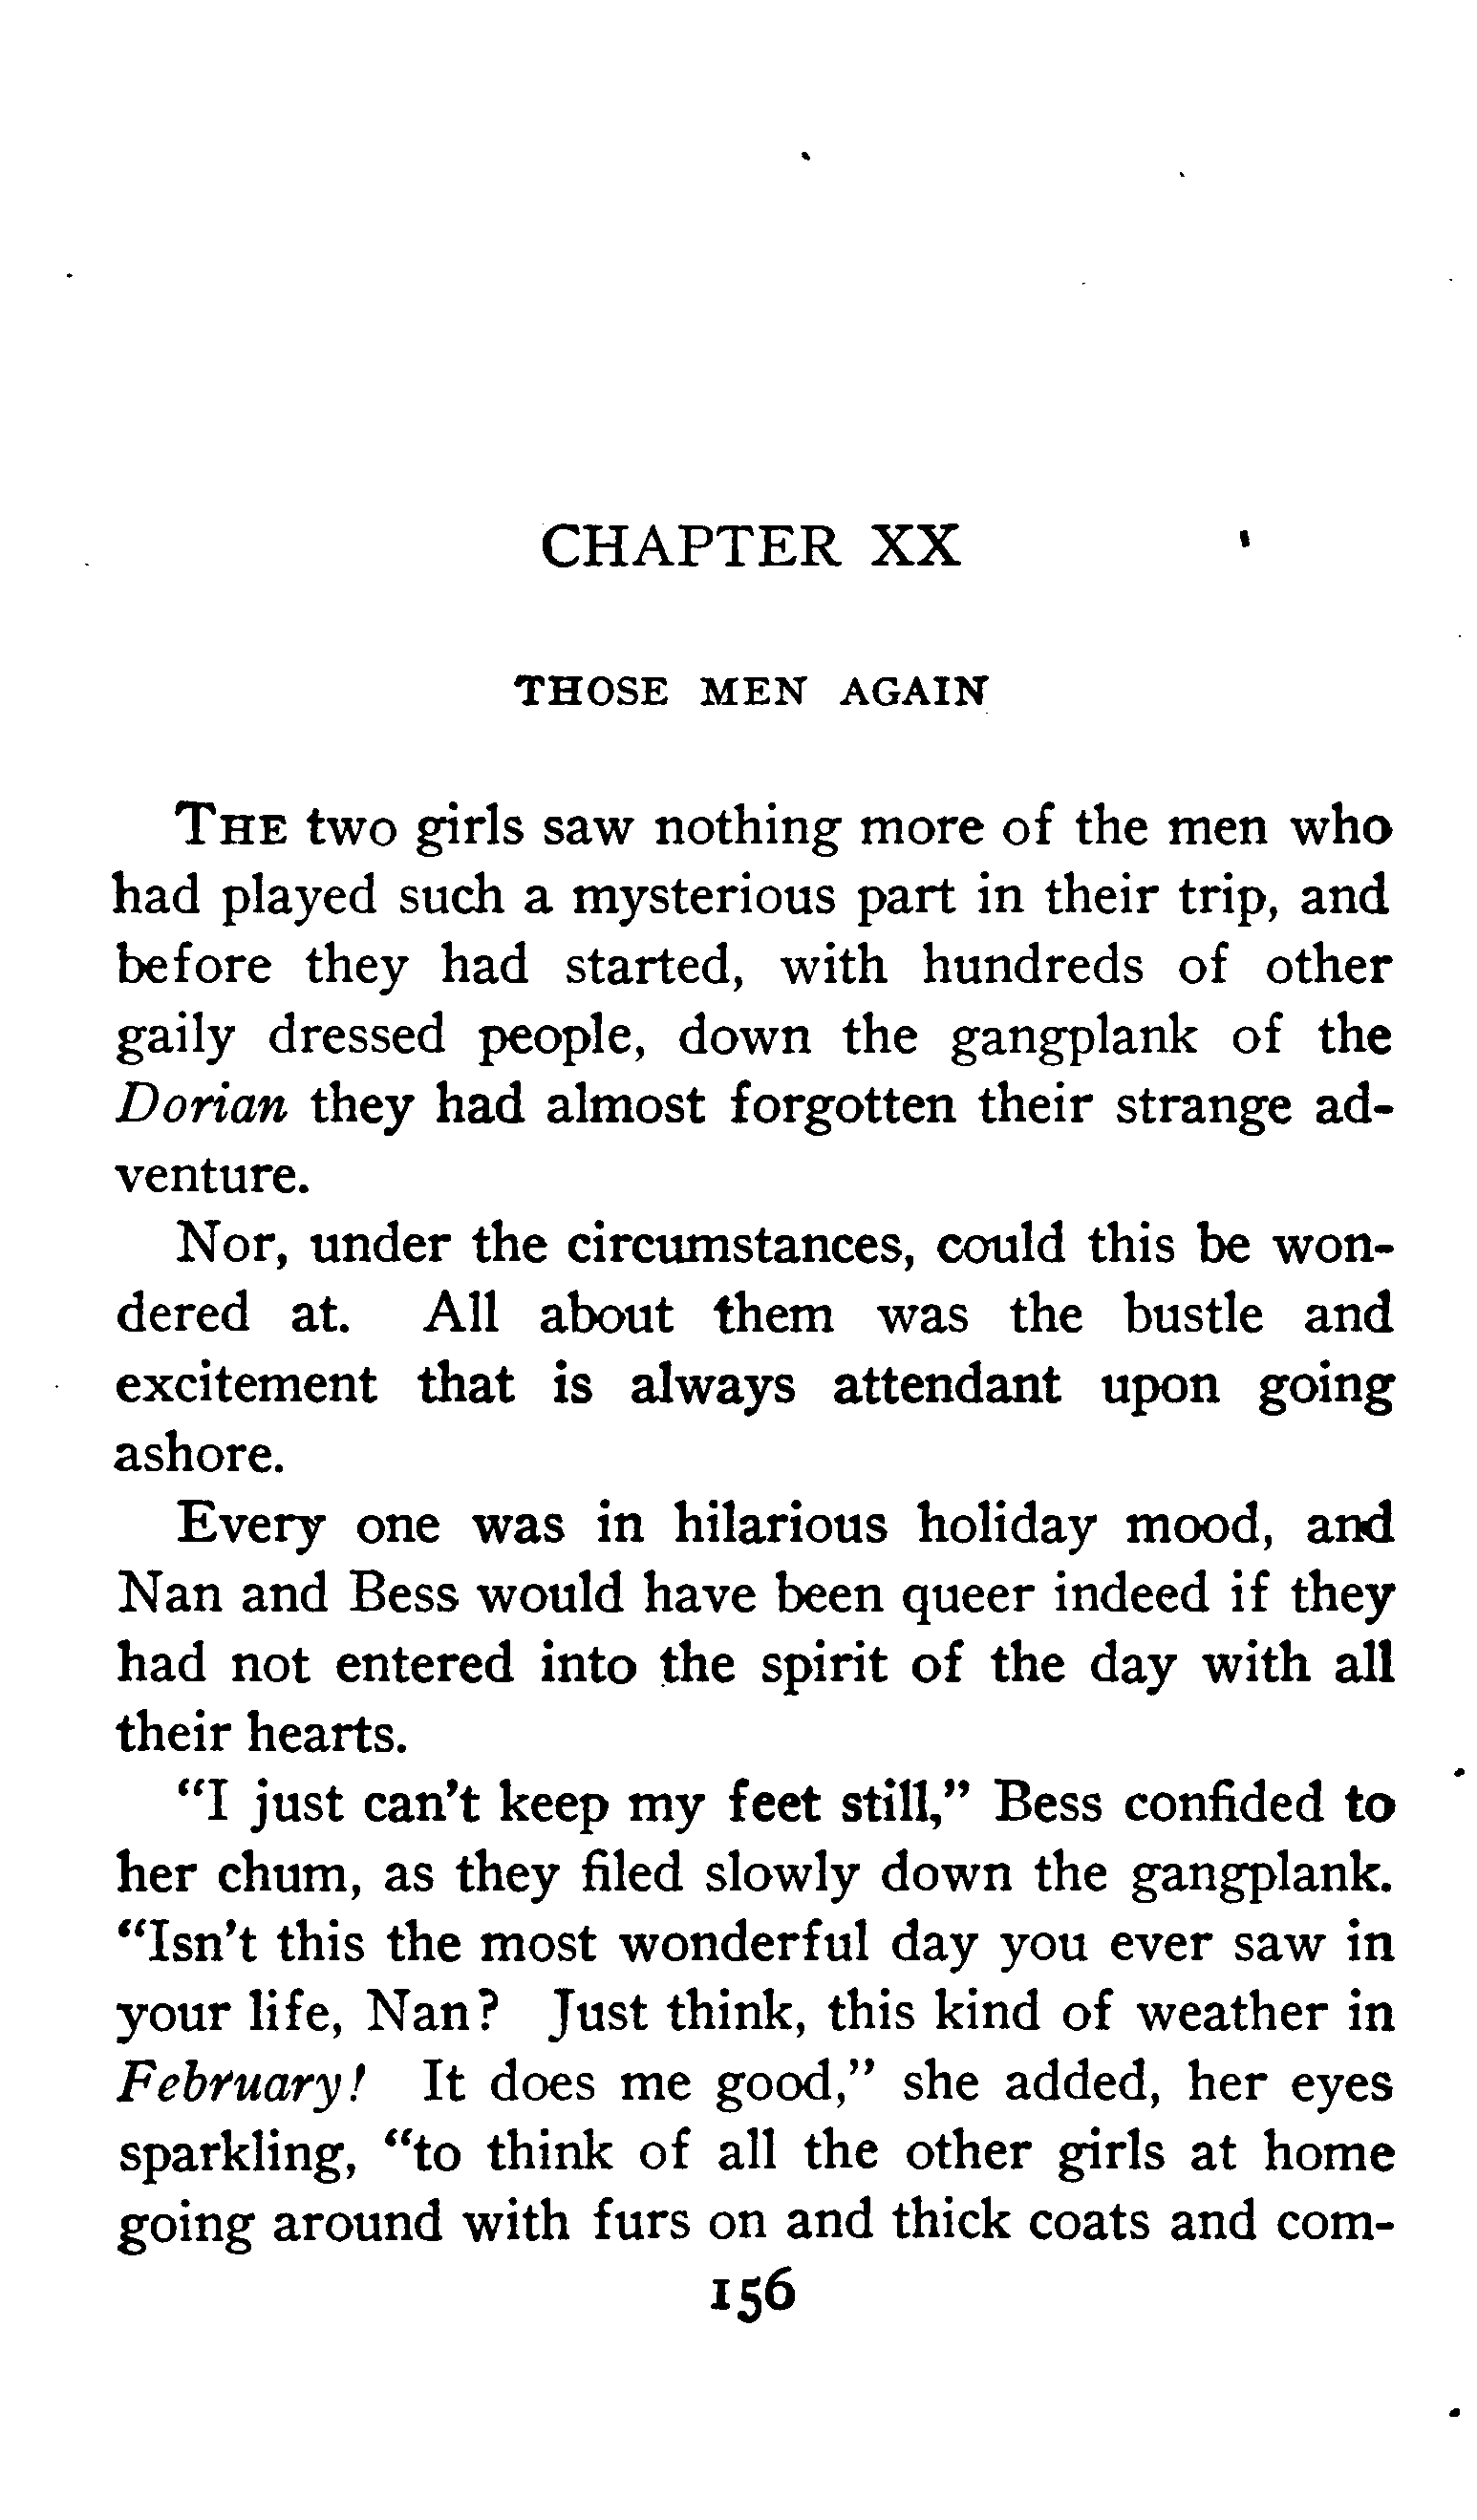 CHAPTER XX
THOSE MEN AGAIN
THE two girls saw nothing more of the men who
had played such a mysterious part in their trip, and
before they had started, with hundreds of other
gaily dressed people, down the gangplank of the
Dorian they had almost forgotten their strange ad-
venture.
Nor, under the circumstances, could this be won-
dered at. All about them was the bustle and
excitement that is always attendant upon going
ashore.
Every one was in hilarious holiday mood, and
Nan and Bess would have been queer indeed if they
had not entered into the spirit of the day with all
their hearts.
"I just can't keep my feet still," Bess confided to
her chum, as they filed slowly down the gangplank.
"Isn't this the most wonderful day you ever saw in
your life, Nan? Just think, this kind of weather in
February! It does me good," she added, her eyes
sparkling, "to think of all the other girls at home
going around with furs on and thick coats and com-
156